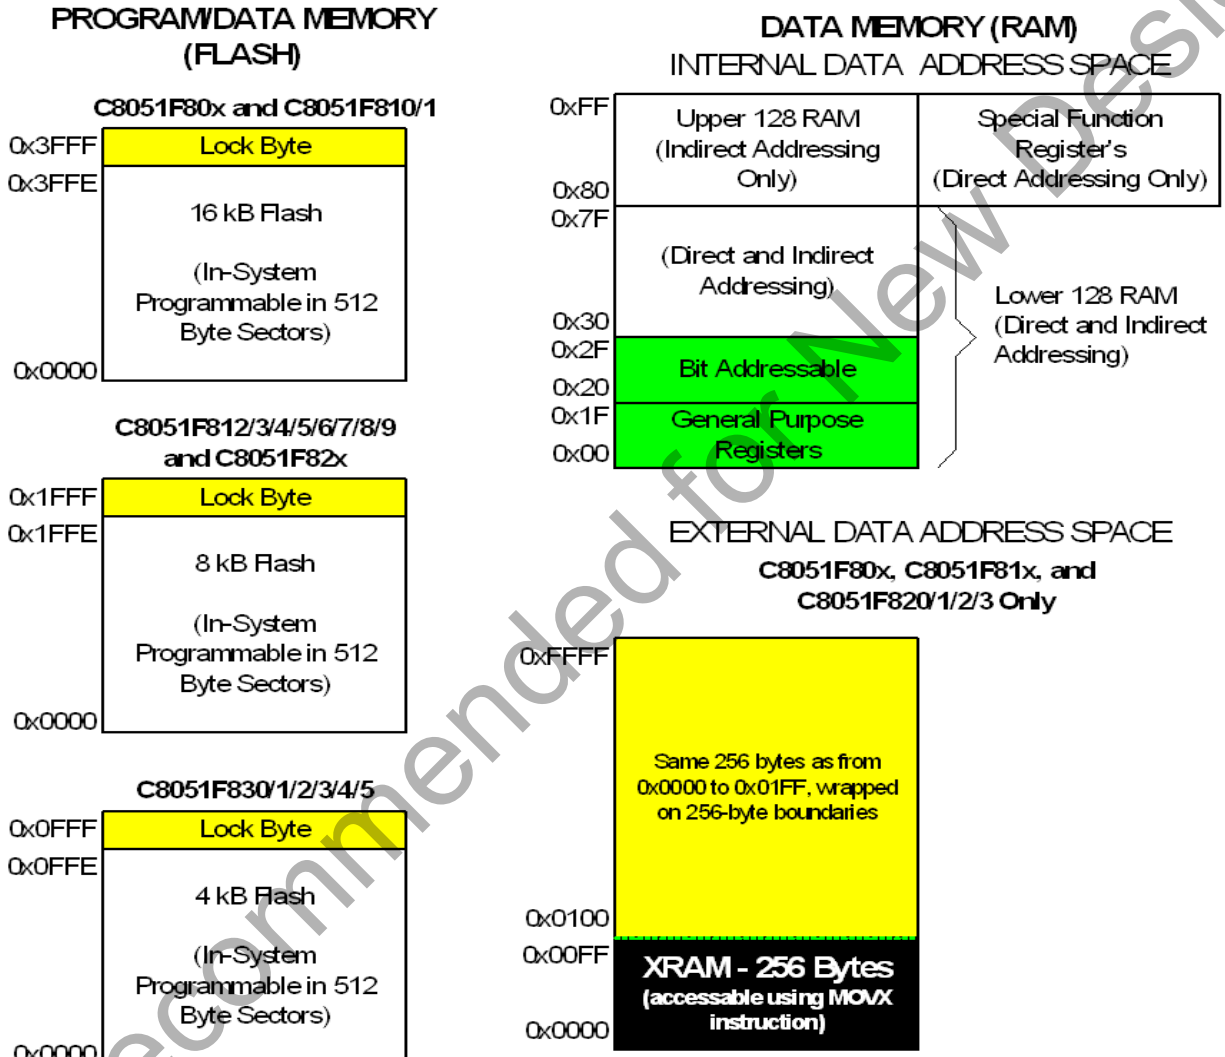 PROGRAM/DATA MEMORY
(FLASH)
C8051F80x and C8051F810/1
0x3FFF
Lock Byte
0x3FFE
16 kB Flash
(In-System
Programmable in 512
Byte Sectors)
0x0000
C8051F812/3/4/5/6/7/8/9
and C8051F82x
0x1FFF
Lock Byte
0x1FFE
8 kB Flash
(In-System
Programmable in 512
Byte Sectors)
0x0000
C8051F830/1/2/3/4/5
0x0FFF
Lock Byte
0x0FFE
4 kB Flash
(In-System
Programmable in 512
Byte Sectors)
0x0000
DATA MEMORY (RAM)
INTERNAL DATA ADDRESS SPACE
0xFF
Upper 128 RAM
(Indirect Addressing
Only)
0x80
Special Function
Register's
(Direct Addressing Only)
0x7F
(Direct and Indirect
Addressing)
0x30
Lower 128 RAM
(Direct and Indirect
Addressing)
0x2F
Bit Addressable
0x20
0x1F
General Purpose
Registers
0x00
EXTERNAL DATA ADDRESS SPACE
C8051F80x, C8051F81x, and
C8051F820/1/2/3 Only
0xFFFF
Same 256 bytes as from
0x0000 to 0x01FF, wrapped
on 256-byte boundaries
0x0100
0x00FF
XRAM - 256 Bytes
(accessable using MOVX
instruction)
0x0000
ecommended for New Desi